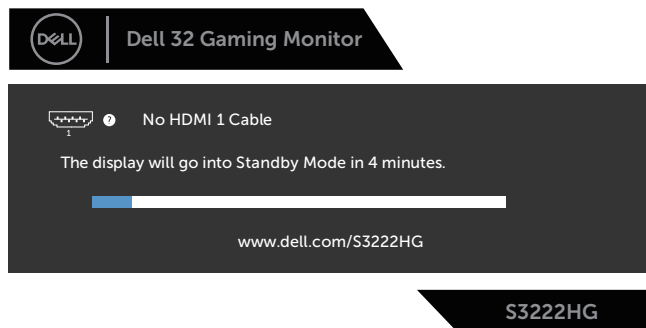 DELL
Dell 32 Gaming Monitor
1
? No HDMI 1 Cable
The display will go into Standby Mode in 4 minutes.
www.dell.com/S3222HG
S3222HG